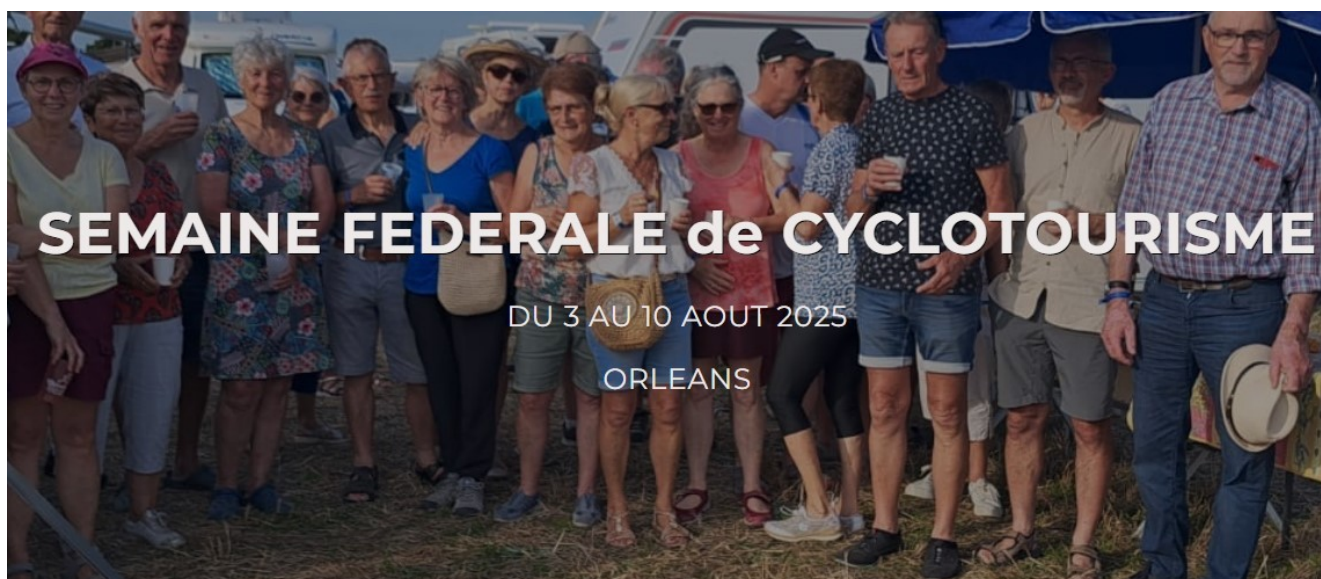 SEMAINE FEDERALE de CYCLOTOURISME
DU 3 AU 10 AOUT 2025
ORLEANS